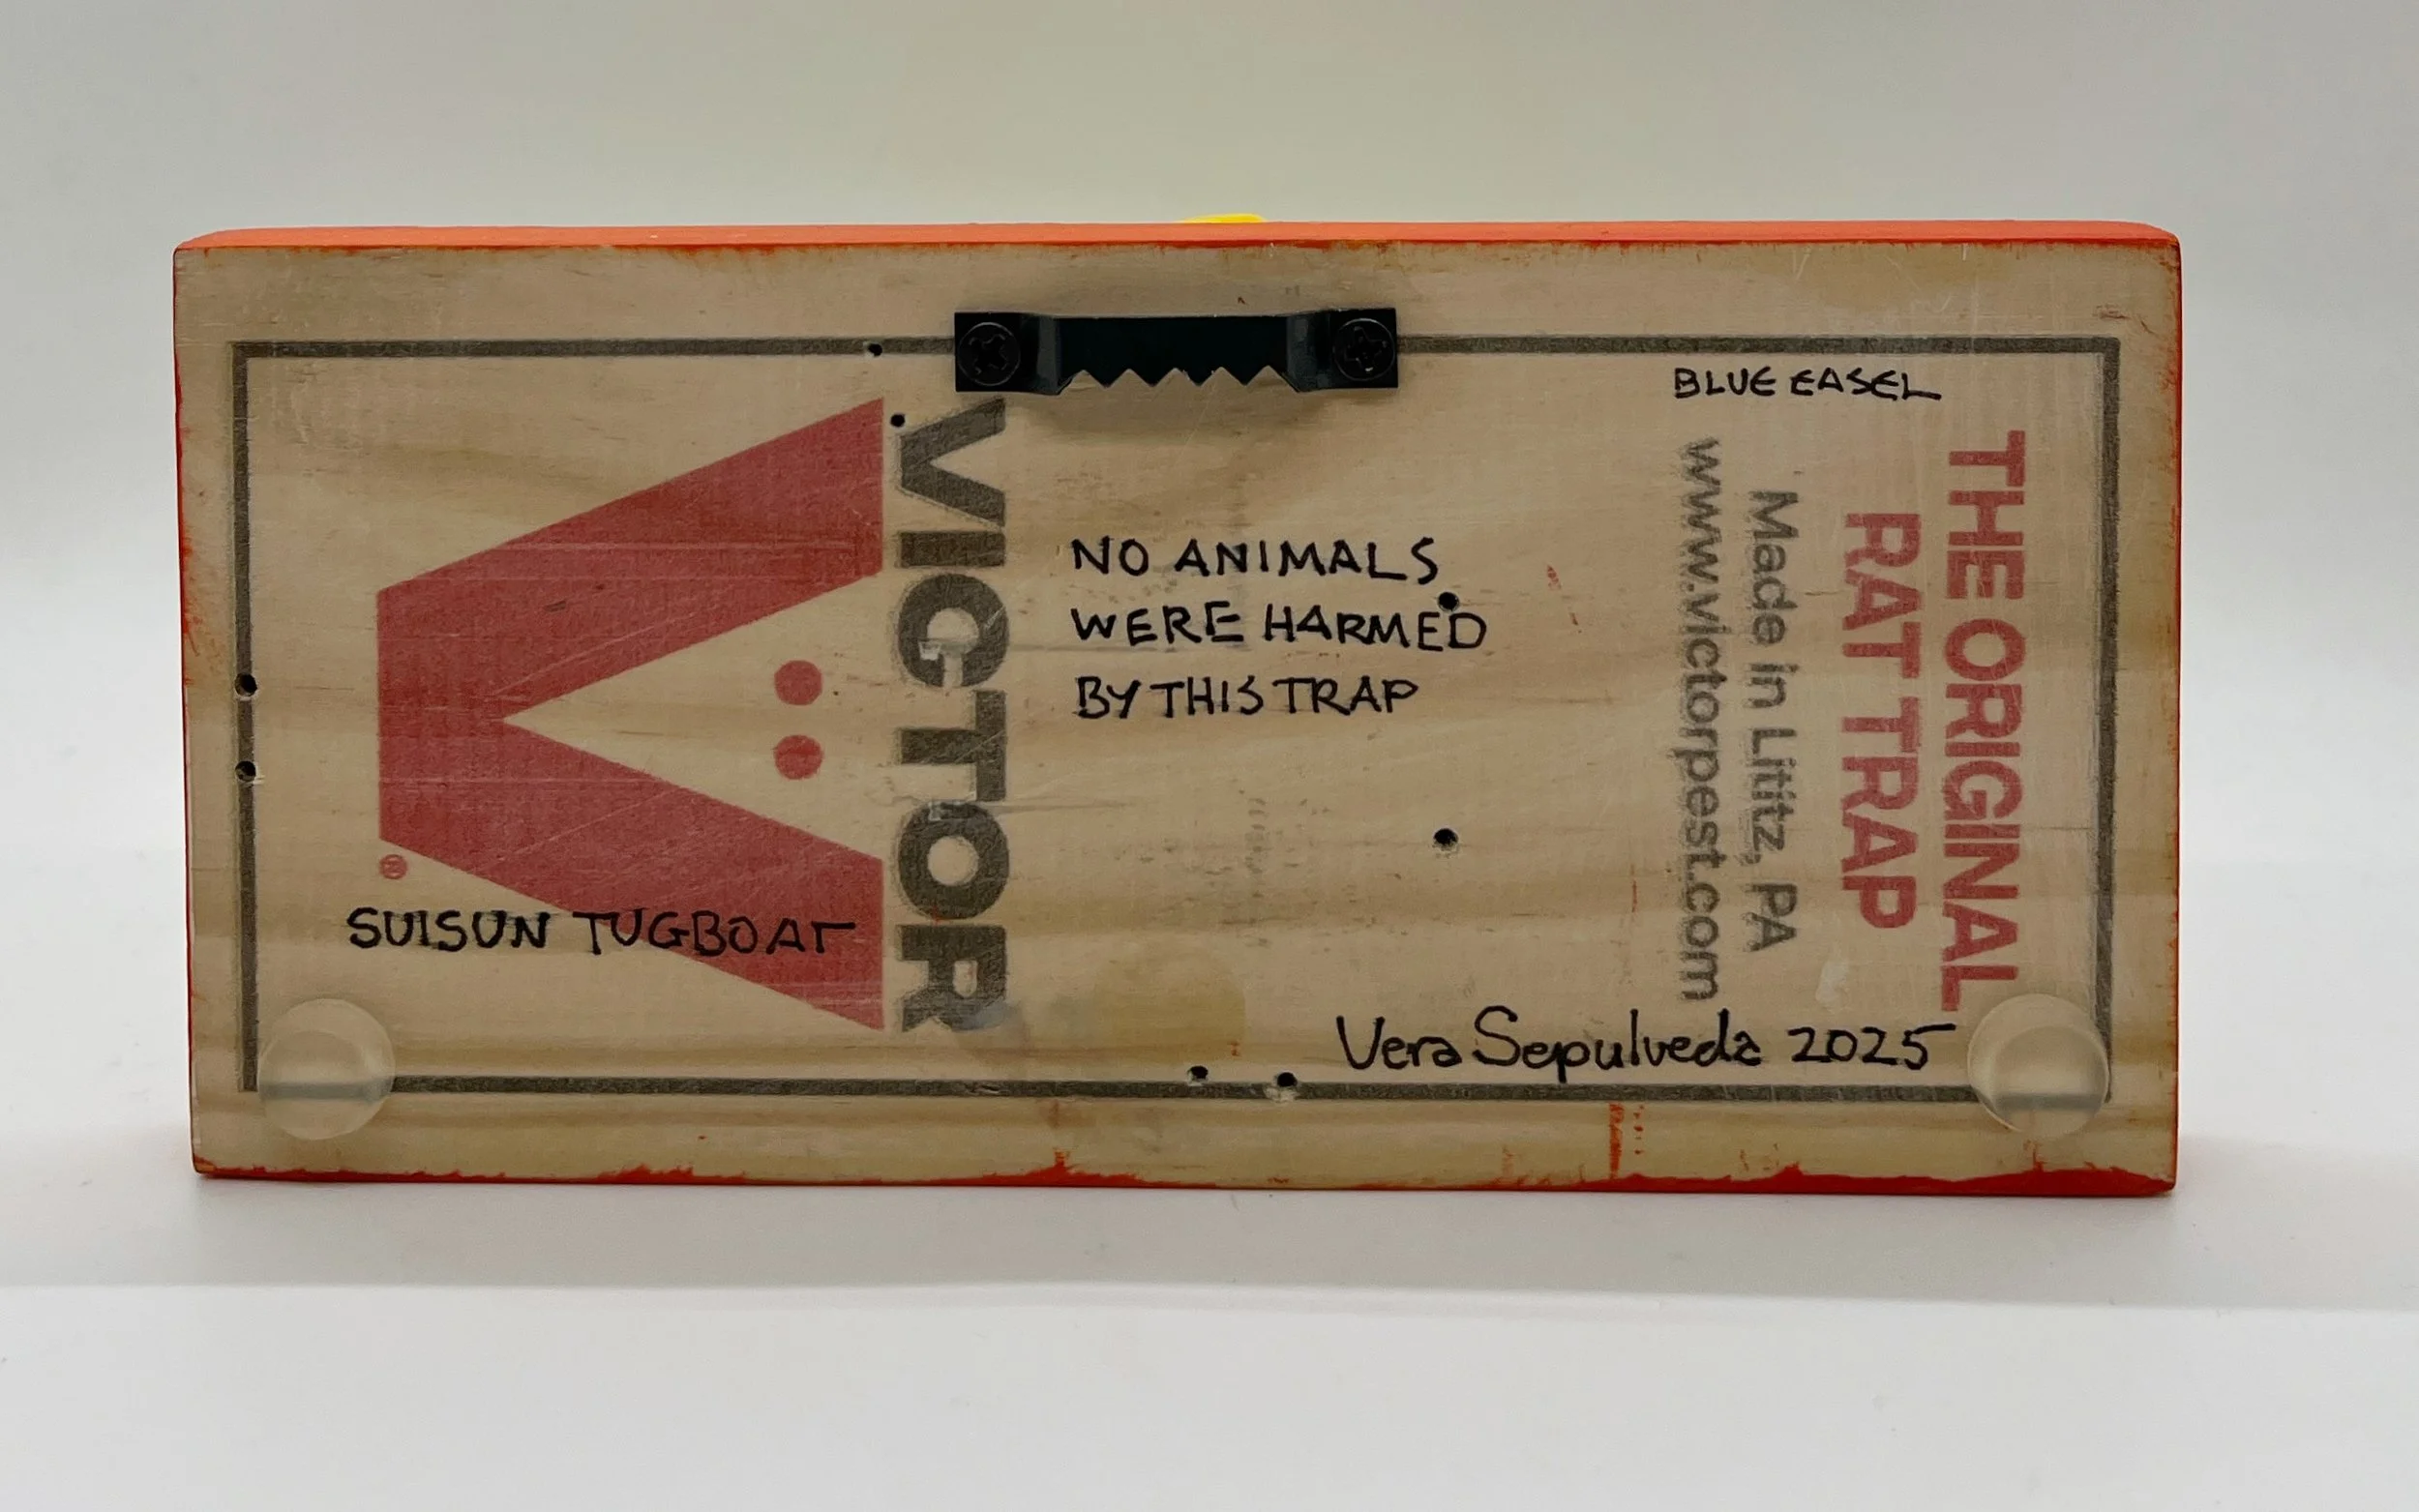 BLUE EASEL
VICTOR
®
NO ANIMALS
WERE HARMED
BY THIS TRAP
THE ORIGINAL
RAT TRAP
Made in Lititz, PA
www.victorpest.com
SUISUN TUGBOAT
Vera Sepulveda 2025